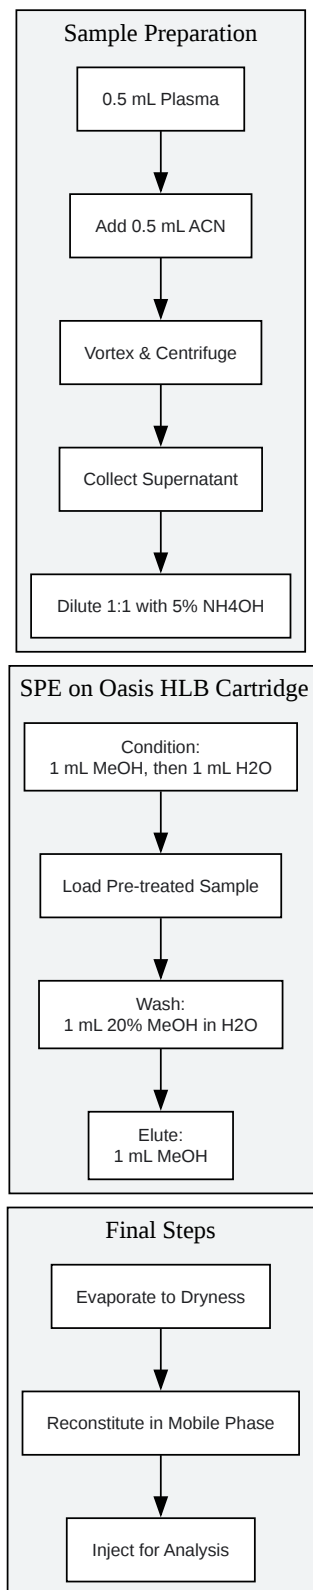 Sample Preparation
0.5 mL Plasma
Add 0.5 mL ACN
Vortex & Centrifuge
Collect Supernatant
Dilute 1:1 with 5% NH4OH
SPE on Oasis HLB Cartridge
Condition:
1 mL MeOH, then 1 mL H2O
Load Pre-treated Sample
Wash:
1 mL 20% MeOH in H2O
Elute:
1 mL MeOH
Final Steps
Evaporate to Dryness
Reconstitute in Mobile Phase
Inject for Analysis